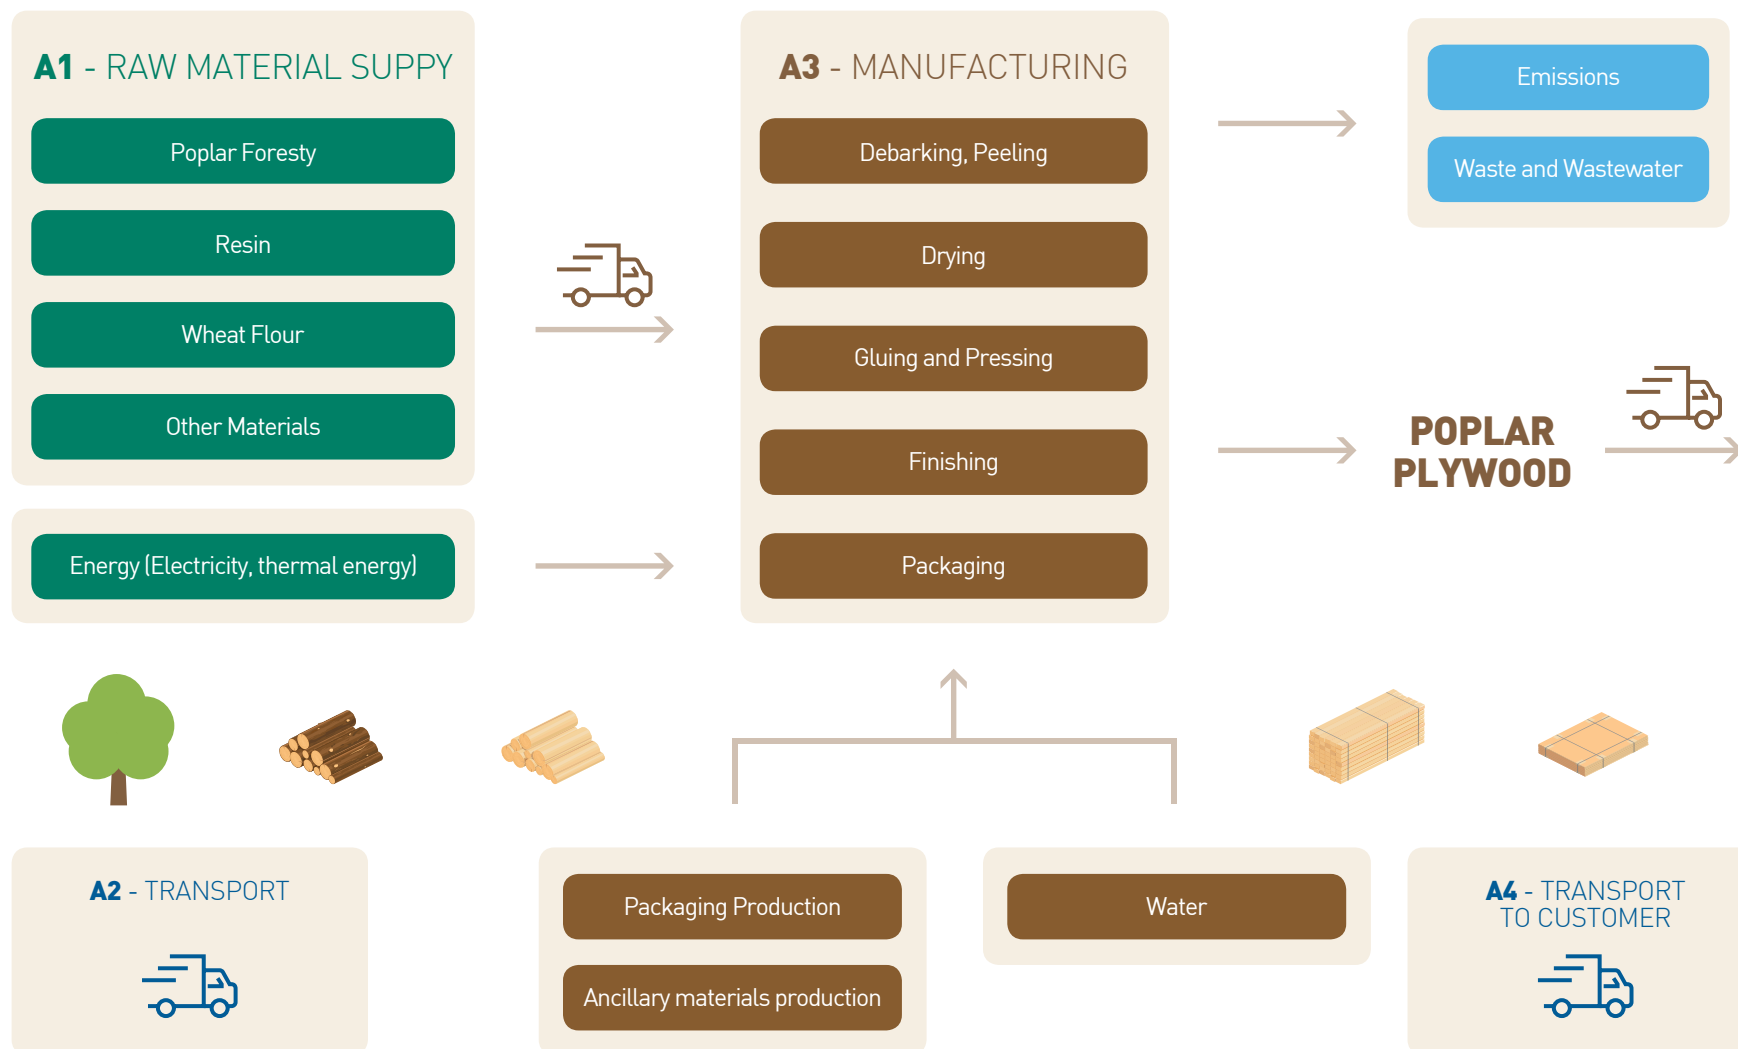 A1 - RAW MATERIAL SUPPY
Poplar Foresty
Resin
Wheat Flour
Other Materials
Energy (Electricity, thermal energy)
A3 - MANUFACTURING
Debarking, Peeling
Drying
Gluing and Pressing
Finishing
Packaging
Emissions
Waste and Wastewater
POPLAR
PLYWOOD
A2 - TRANSPORT
Packaging Production
Ancillary materials production
Water
A4 - TRANSPORT
TO CUSTOMER